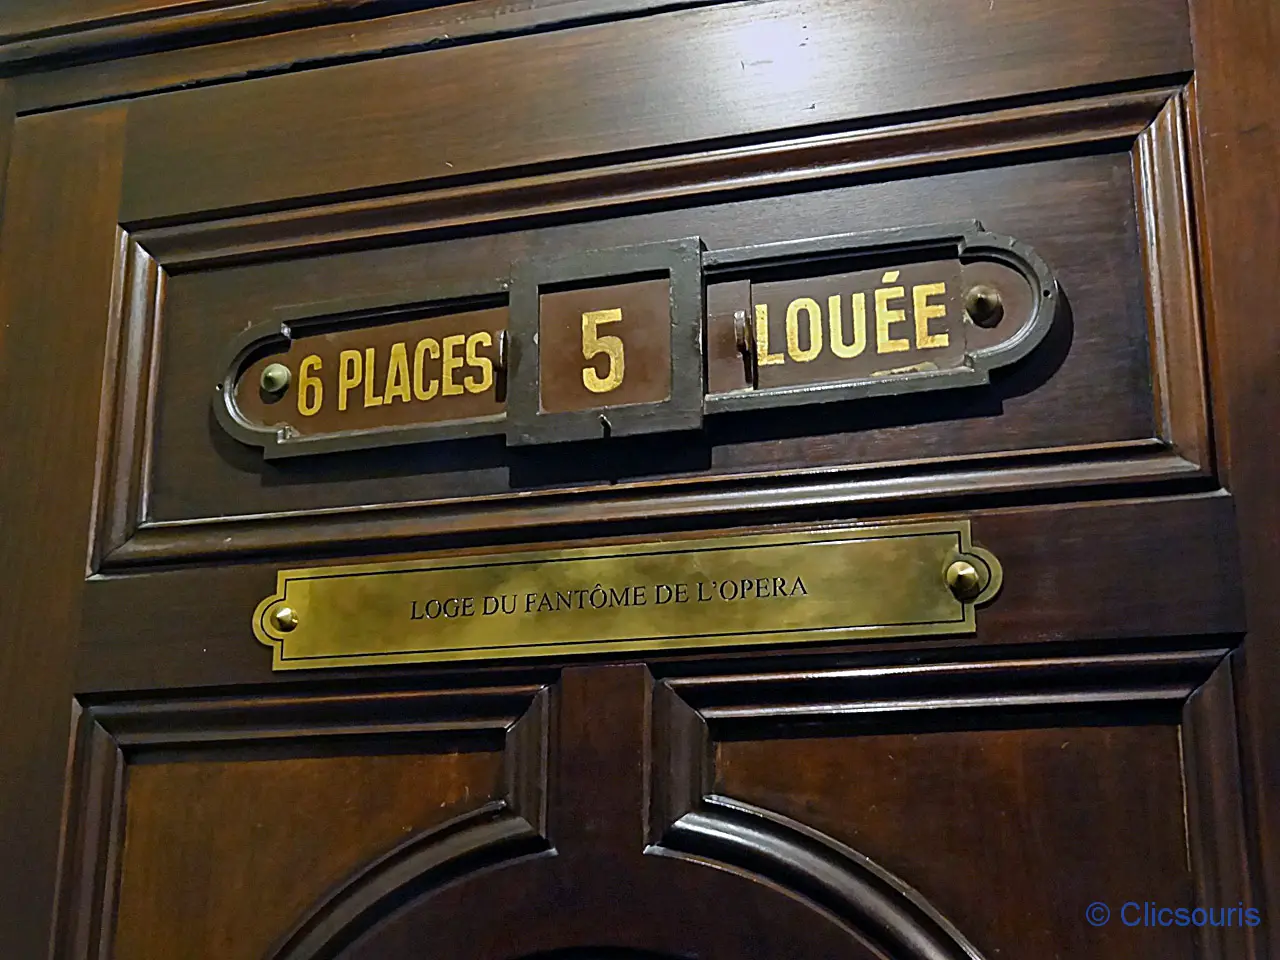 6 PLACES 5 LOUÉE
LOGE DU FANTÔME DE L'OPERA
© Clicsouris